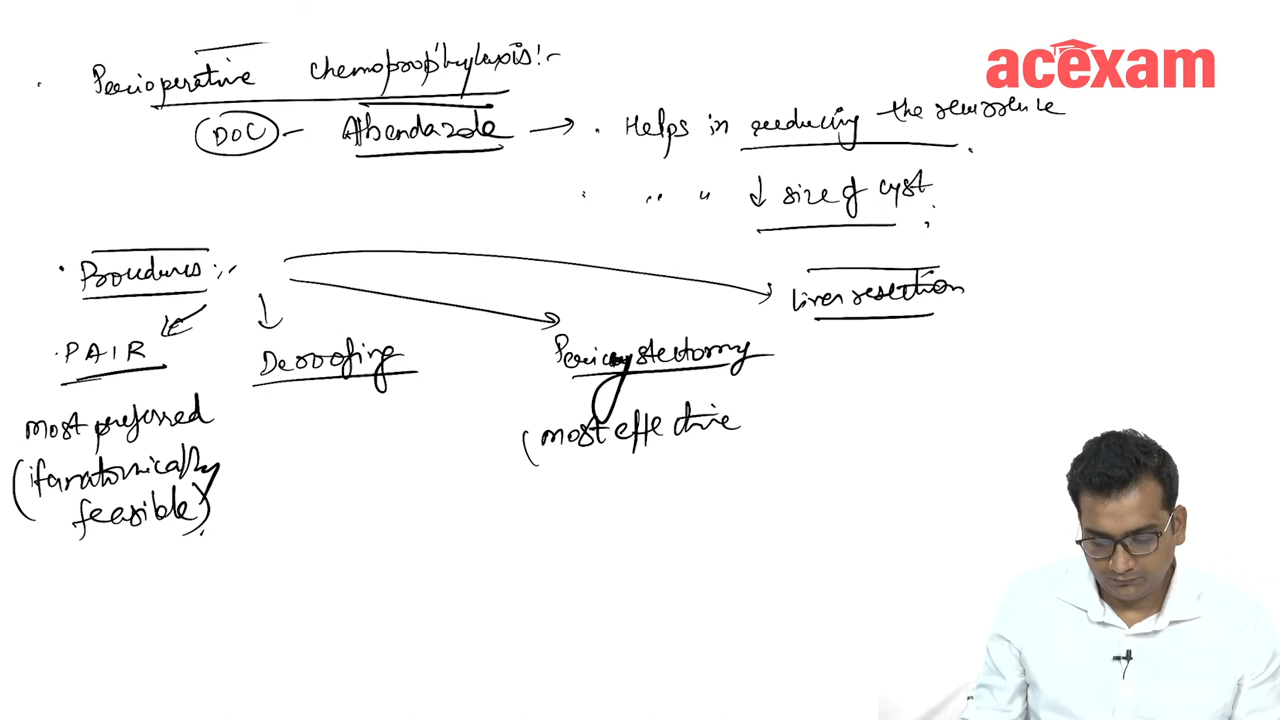 acexam
Perioperative chemoprophylaxis:-
DOC - Albendazole → . Helps in reducing the recurrence
. ,, ,, ↓ size of cyst
. Procedures:-
Liver resection
. PAIR
Deroofing
Pericystectomy
most preferred
(if anatomically
feasible)
(most effective